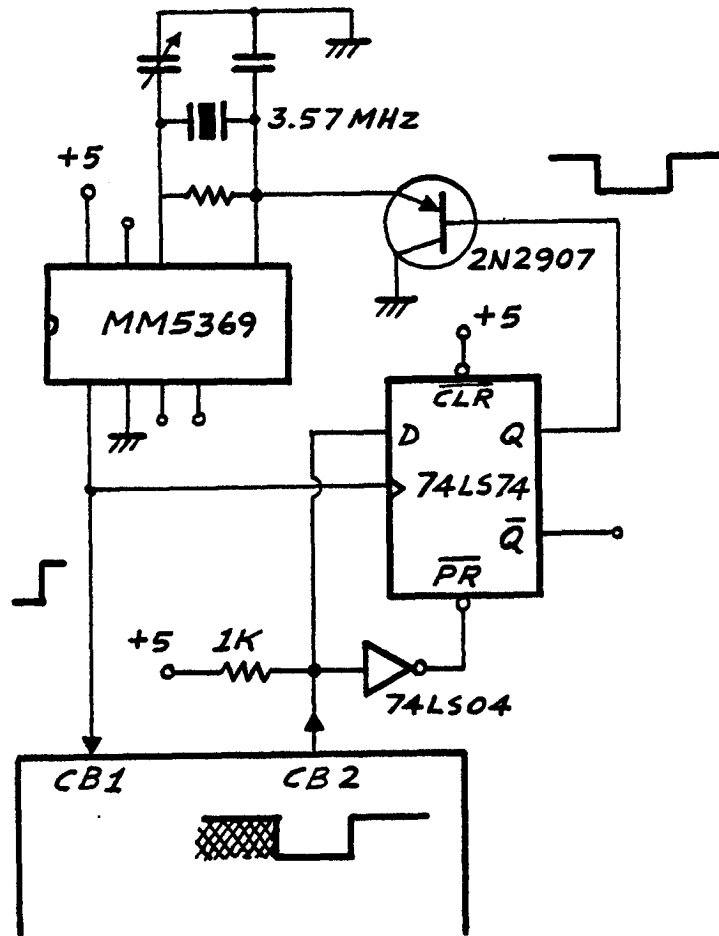 3.57 MHz
+5
2N2907
MM5369
+5
CLR
D
Q
74LS74
Q
PR
+5
1K
74LS04
CB1
CB2